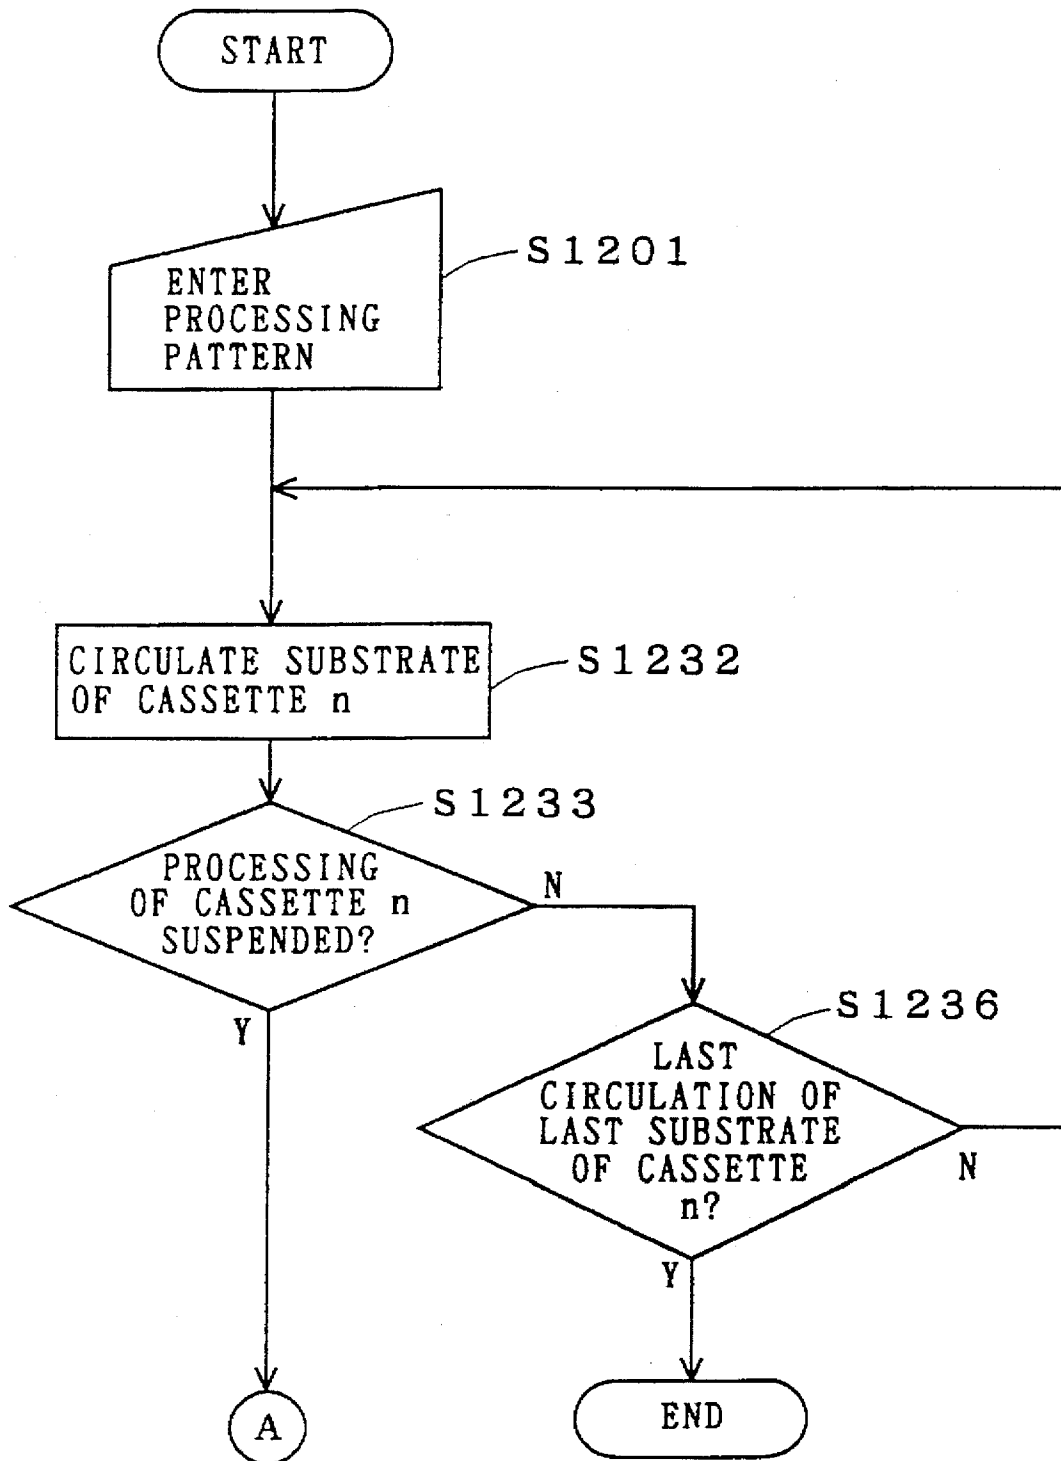 START
S1201
ENTER
PROCESSING
PATTERN
CIRCULATE SUBSTRATE
OF CASSETTE n
S1232
S1233
PROCESSING
OF CASSETTE n
SUSPENDED?
N
Y
S1236
LAST
CIRCULATION OF
LAST SUBSTRATE
OF CASSETTE
n?
N
Y
A
END